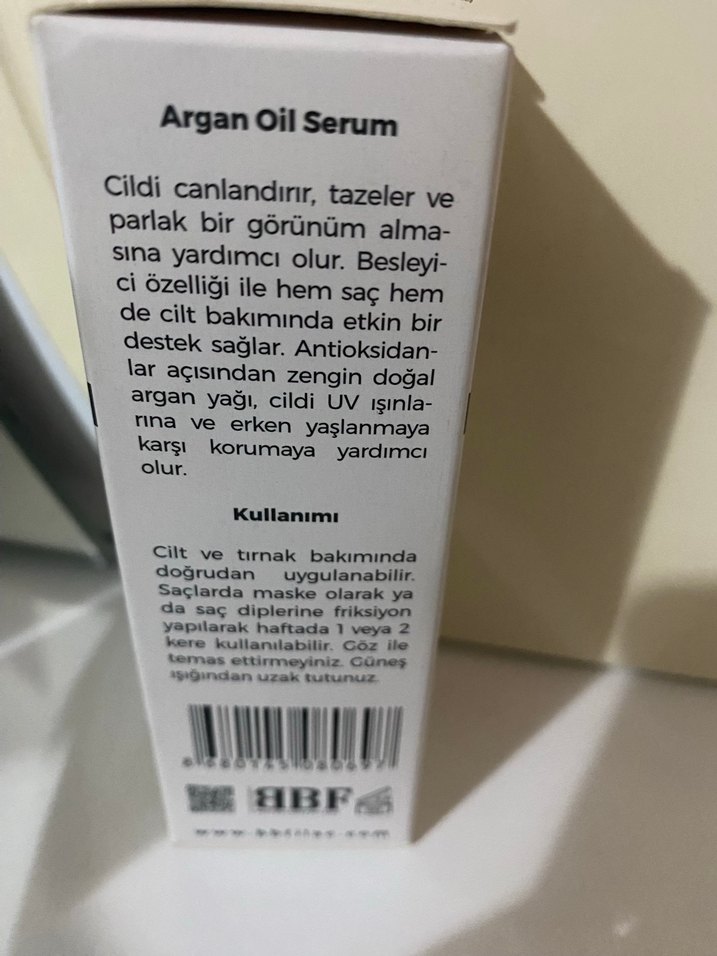 Argan Oil Serum
Cildi canlandırır, tazeler ve
parlak bir görünüm alma-
sına yardımcı olur. Besleyi-
ci özelliği ile hem saç hem
de cilt bakımında etkin bir
destek sağlar. Antioksidan-
lar açısından zengin doğal
argan yağı, cildi UV ışınla-
rına ve erken yaşlanmaya
karşı korumaya yardımcı
olur.
Kullanımı
Cilt ve tırnak bakımında
doğrudan uygulanabilir.
Saçlarda maske olarak ya
da saç diplerine friksiyon
yapılarak haftada 1 veya 2
kere kullanılabilir. Göz ile
temas ettirmeyiniz. Güneş
ışığından uzak tutunuz.
BBF